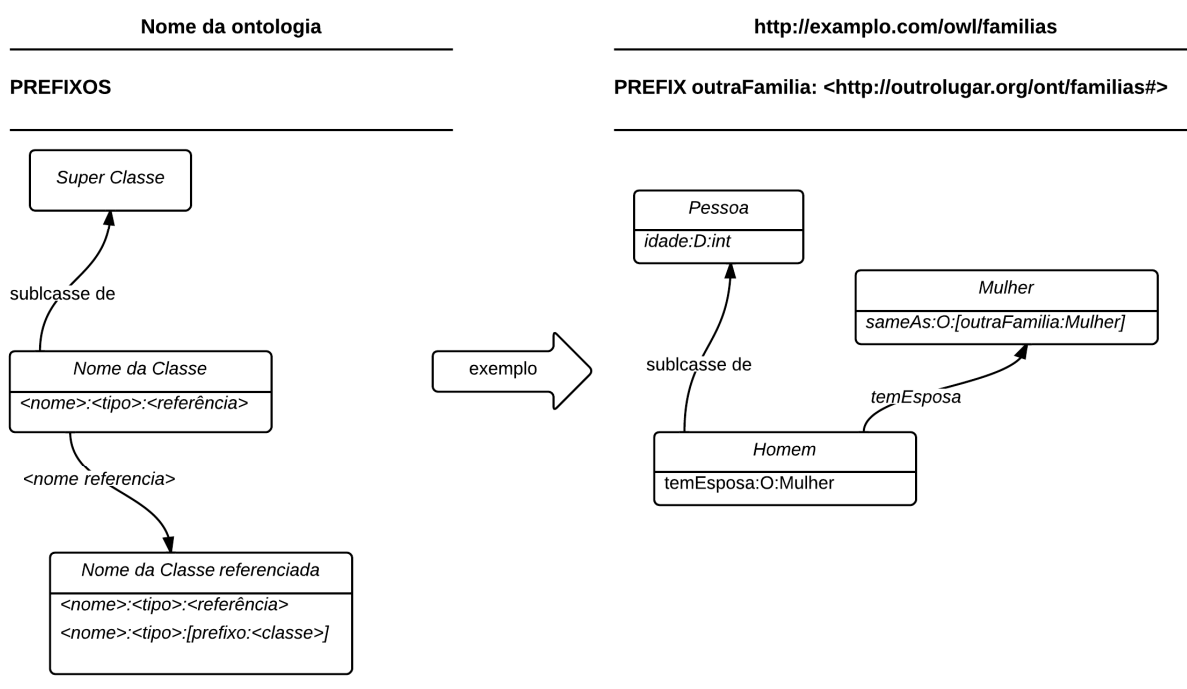 Nome da ontologia
PREFIXOS
Super Classe
sublcasse de
Nome da Classe
<nome>:<tipo>:<referência>
<nome referencia>
Nome da Classe referenciada
<nome>:<tipo>:<referência>
<nome>:<tipo>:[prefixo:<classe>]
exemplo
http://examplo.com/owl/familias
PREFIX outraFamilia: <http://outrolugar.org/ont/familias#>
Pessoa
idade:D:int
Mulher
sameAs:O:[outraFamilia:Mulher]
sublcasse de
temEsposa
Homem
temEsposa:O:Mulher